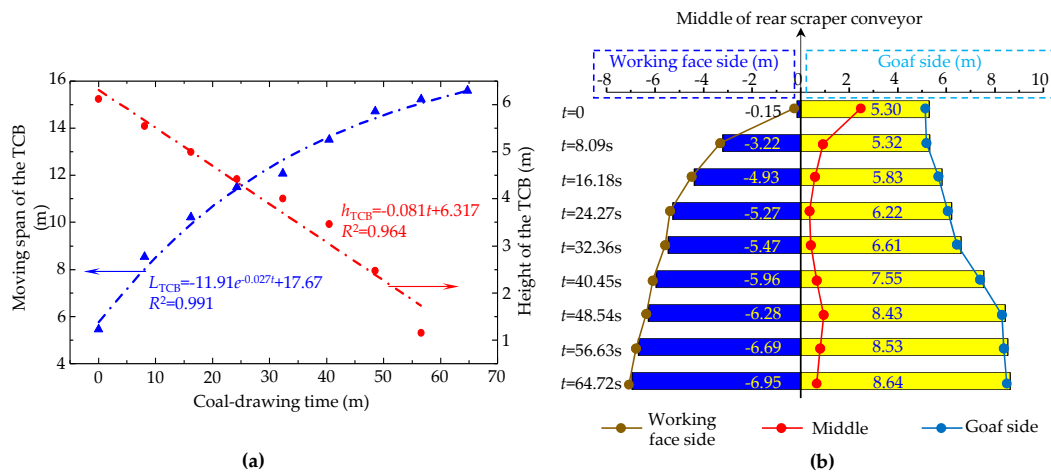 Middle of rear scraper conveyor
Working face side (m)
Goaf side (m)
-8 -6 -4 -2 0 2 4 6 8 10
16
14
12
10
8
6
4
Moving span of the TCB
(m)
0 10 20 30 40 50 60 70
Coal-drawing time (m)
6
5
4
3
2
1
Height of the TCB (m)
hTCB=-0.081t+6.317
R²=0.964
LTCB=-11.91e^-0.027t+17.67
R²=0.991
(a)
t=0 -0.15 5.30
t=8.09s -3.22 5.32
t=16.18s -4.93 5.83
t=24.27s -5.27 6.22
t=32.36s -5.47 6.61
t=40.45s -5.96 7.55
t=48.54s -6.28 8.43
t=56.63s -6.69 8.53
t=64.72s -6.95 8.64
Working
face side
Middle
Goaf side
(b)